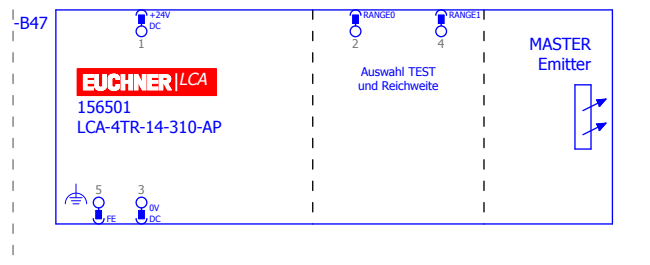 -B47
+24V
DC
1
RANGE0
2
RANGE1
4
MASTER
Emitter
EUCHNER|LCA
Auswahl TEST
und Reichweite
156501
LCA-4TR-14-310-AP
5
FE
3
0V
DC